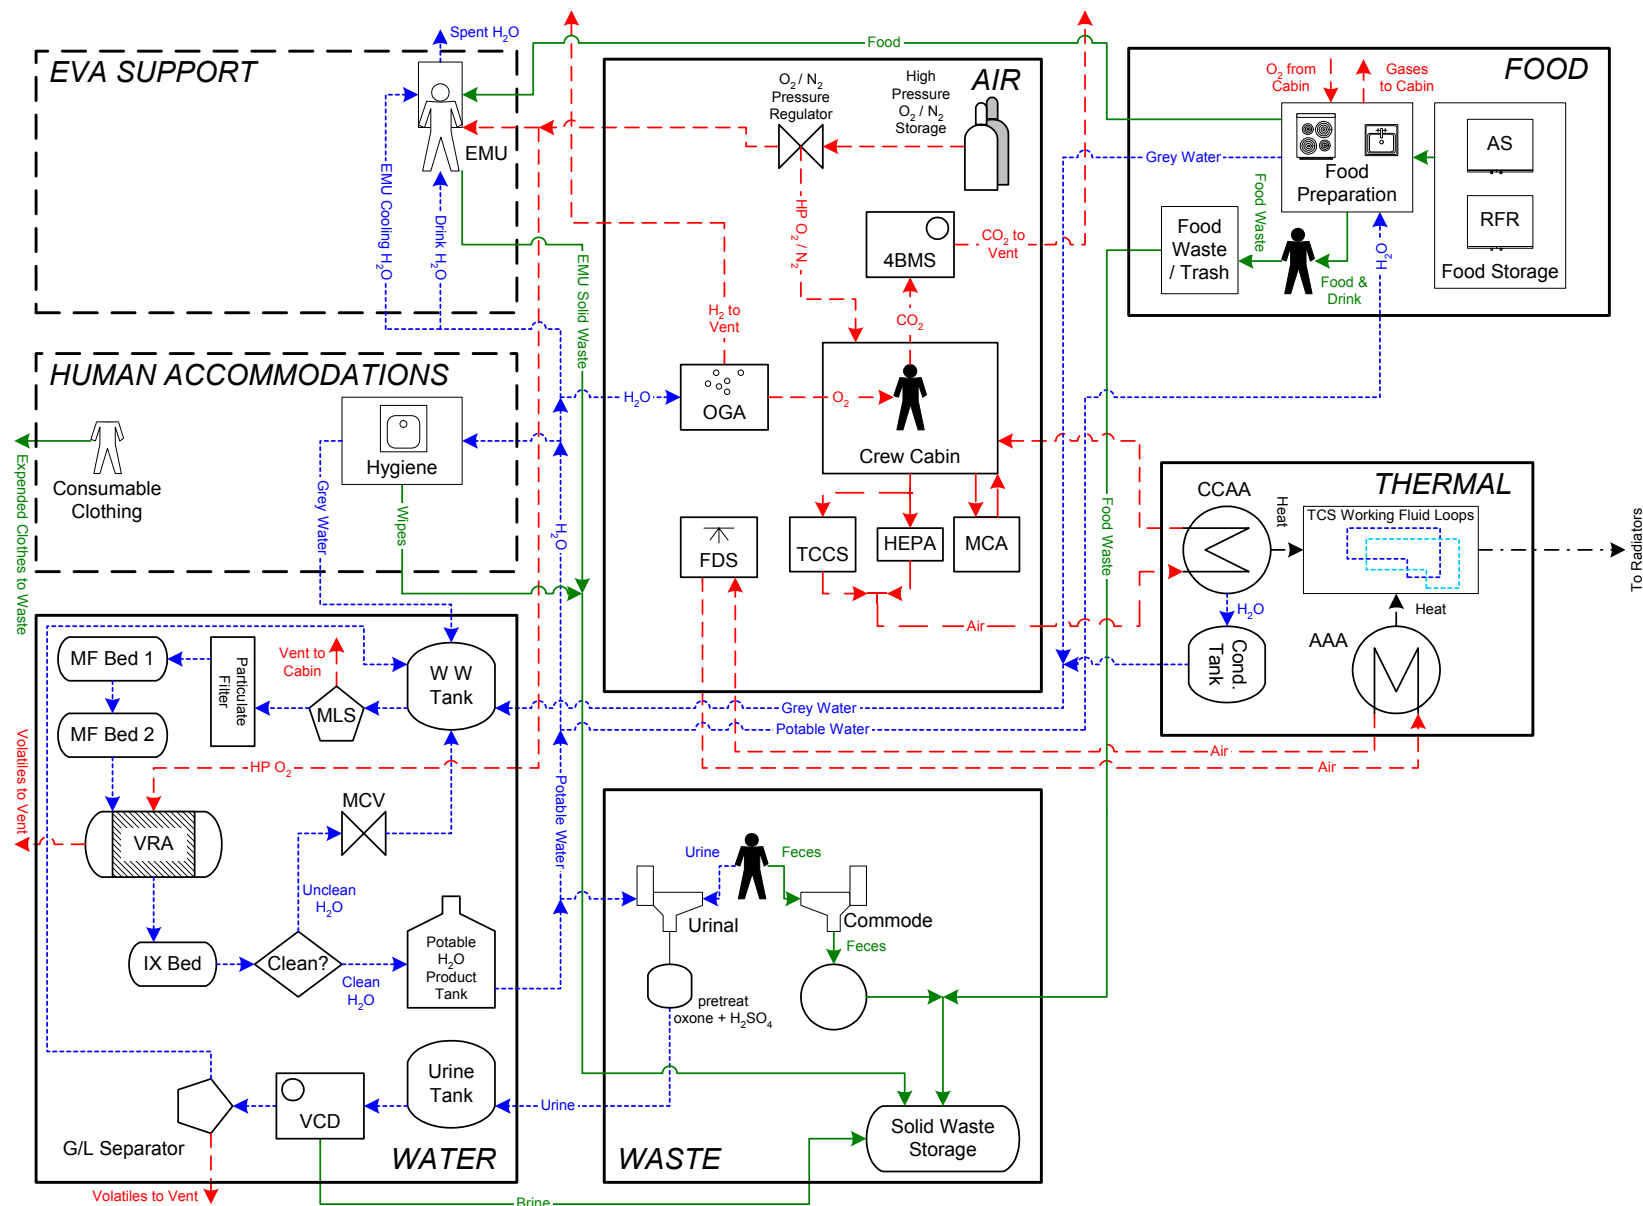 Spent H2O
EVA SUPPORT
EMU
EMU Cooling H2O
Drink H2O
EMU Solid Waste
Food
AIR
O2 / N2
Pressure
Regulator
High
Pressure
O2 / N2
Storage
HP O2 / N2
4BMS
CO2 to
Vent
H2 to
Vent
CO2
H2O
OGA
O2
Crew Cabin
FDS
TCCS
HEPA
MCA
Air
FOOD
O2 from
Cabin
Gases
to Cabin
Grey Water
Food
Preparation
AS
RFR
Food Storage
Food Waste
Food
Waste
/ Trash
Food &
Drink
H2O
Food Waste
HUMAN ACCOMMODATIONS
Consumable
Clothing
Hygiene
Expended Clothes to Waste
Grey Water
Wipes
H2O
THERMAL
CCAA
Heat
TCS Working Fluid Loops
To Radiators
H2O
Cond.
Tank
AAA
Heat
Grey Water
Potable Water
Air
Air
MF Bed 1
MF Bed 2
Particulate
Filter
Vent to
Cabin
MLS
W W
Tank
Volatiles to Vent
HP O2
VRA
MCV
Potable Water
Unclean
H2O
IX Bed
Clean?
Clean
H2O
Potable
H2O
Product
Tank
Urine
Tank
VCD
G/L Separator
WATER
Volatiles to Vent
Brine
Urine
Urine
Feces
Urinal
Commode
Feces
pretreat
oxone + H2SO4
Solid Waste
Storage
WASTE